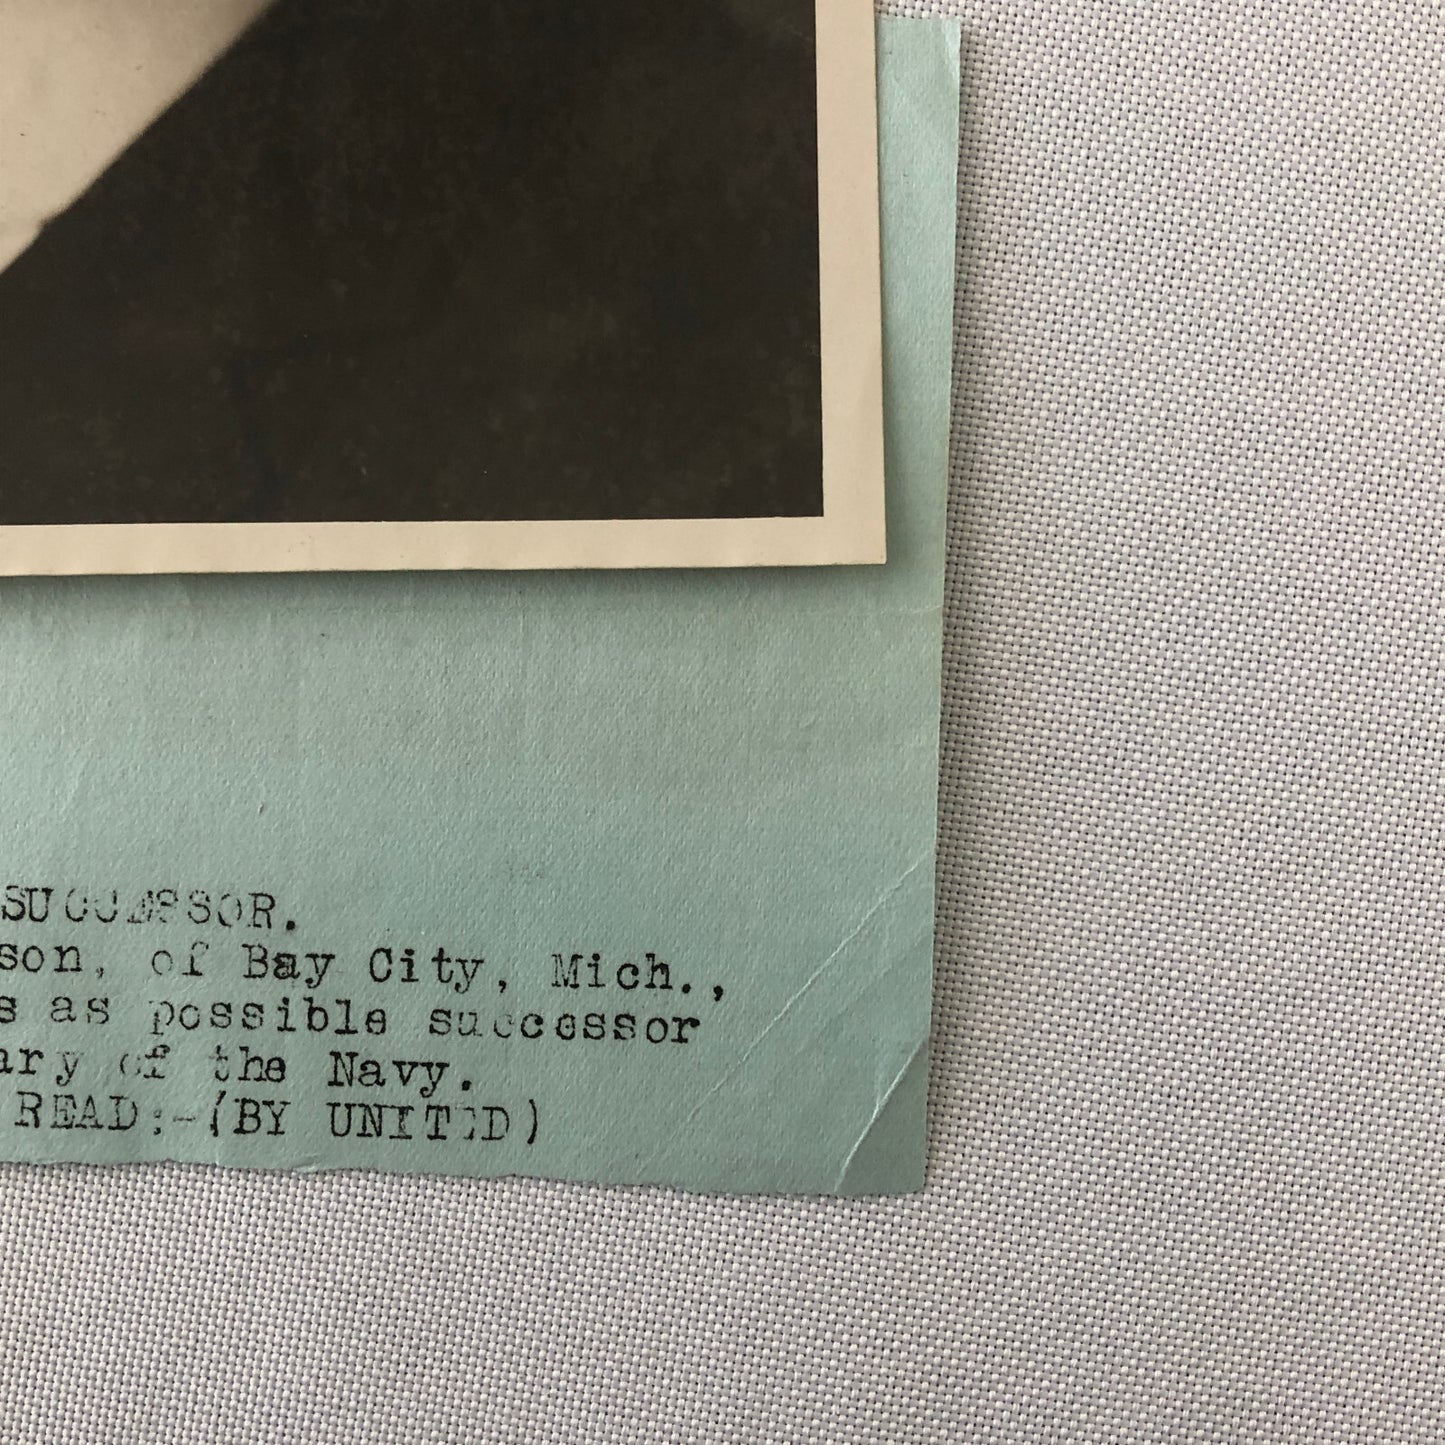 SUCCESSOR.
son, of Bay City, Mich.,
s as possible successor
ary of the Navy.
READ:-(BY UNITED)